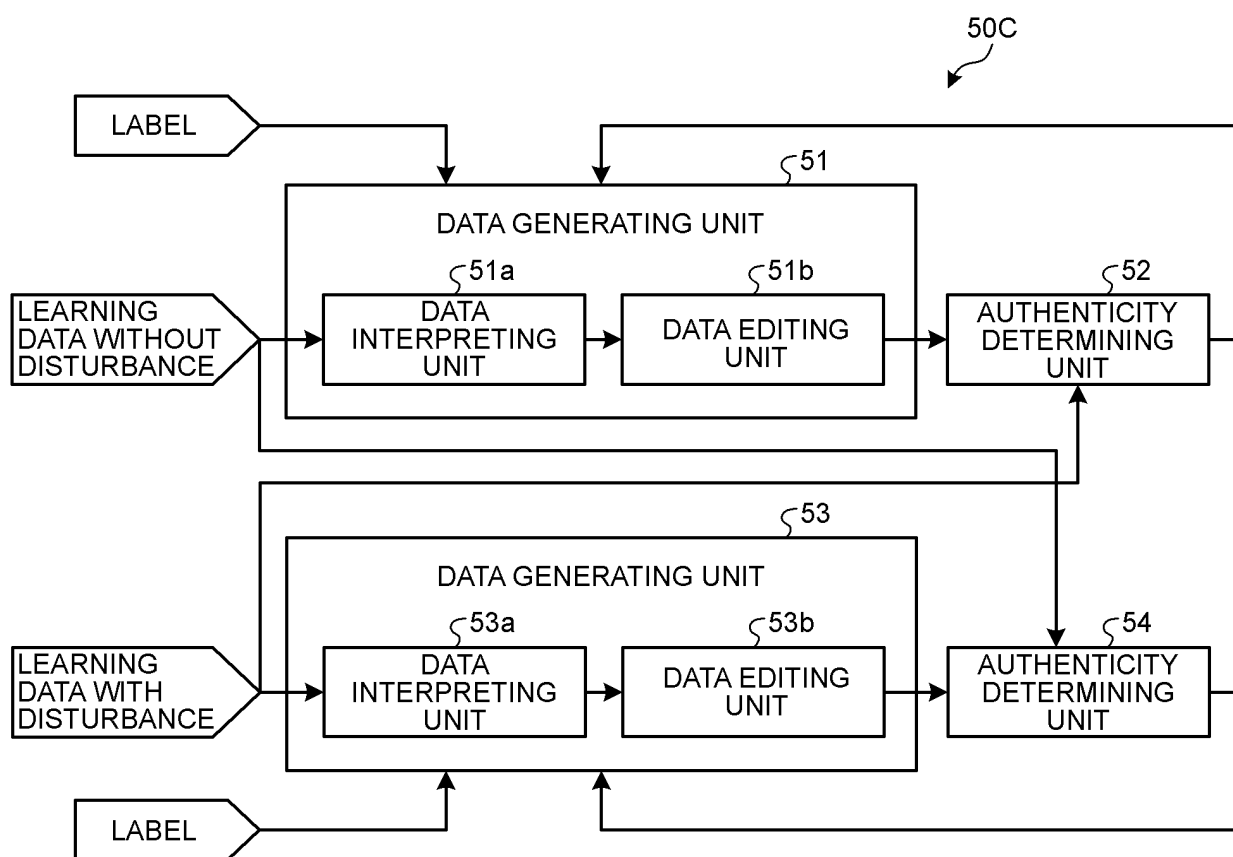 50C
LABEL
51
DATA GENERATING UNIT
51a
51b
52
LEARNING
DATA WITHOUT
DISTURBANCE
DATA
INTERPRETING
UNIT
DATA EDITING
UNIT
AUTHENTICITY
DETERMINING
UNIT
53
DATA GENERATING UNIT
53a
53b
54
LEARNING
DATA WITH
DISTURBANCE
DATA
INTERPRETING
UNIT
DATA EDITING
UNIT
AUTHENTICITY
DETERMINING
UNIT
LABEL